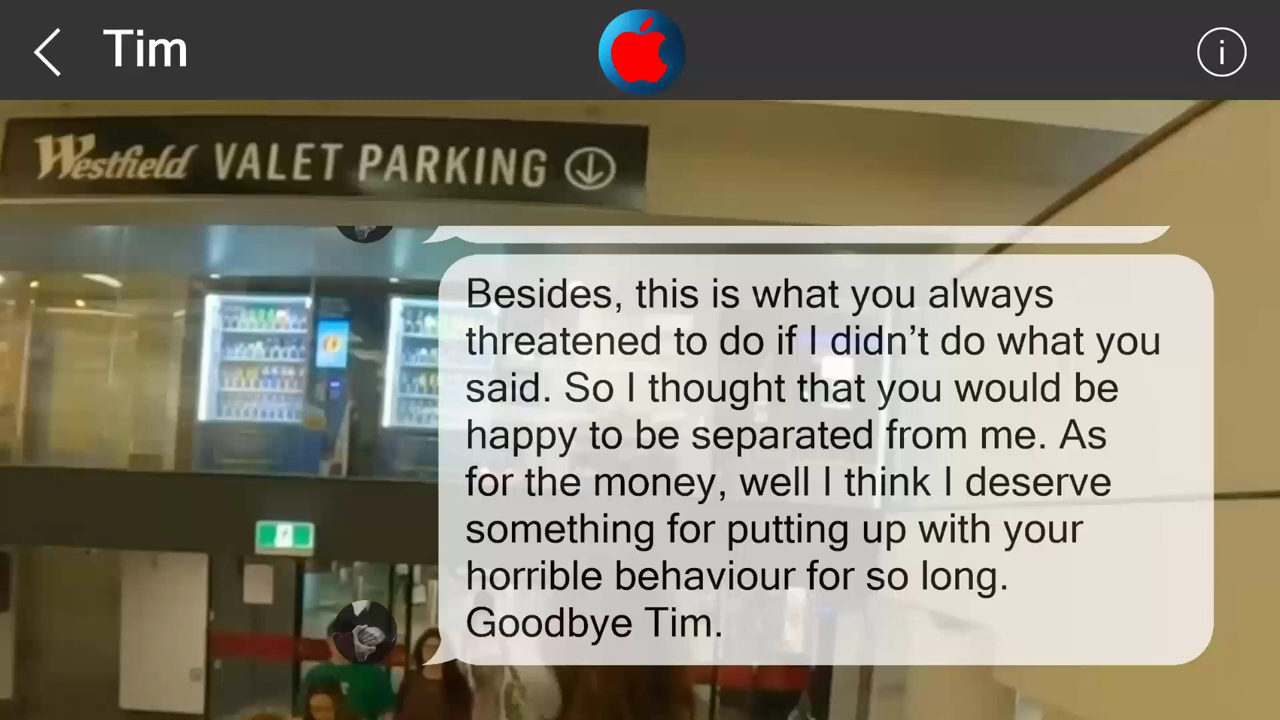 Tim
Westfield VALET PARKING
Besides, this is what you always
threatened to do if I didn’t do what you
said. So I thought that you would be
happy to be separated from me. As
for the money, well I think I deserve
something for putting up with your
horrible behaviour for so long.
Goodbye Tim.